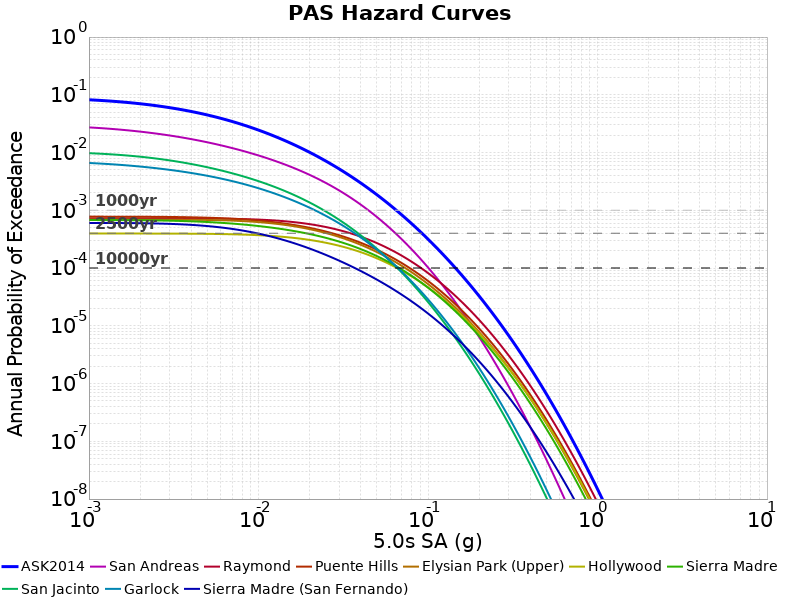 PAS Hazard Curves
Annual Probability of Exceedance
10^0
10^-1
10^-2
10^-3
10^-4
10^-5
10^-6
10^-7
10^-8
1000yr
2500yr
10000yr
10^-3 10^-2 10^-1 10^0 10^1
5.0s SA (g)
ASK2014 San Andreas Raymond Puente Hills Elysian Park (Upper) Hollywood Sierra Madre
San Jacinto Garlock Sierra Madre (San Fernando)